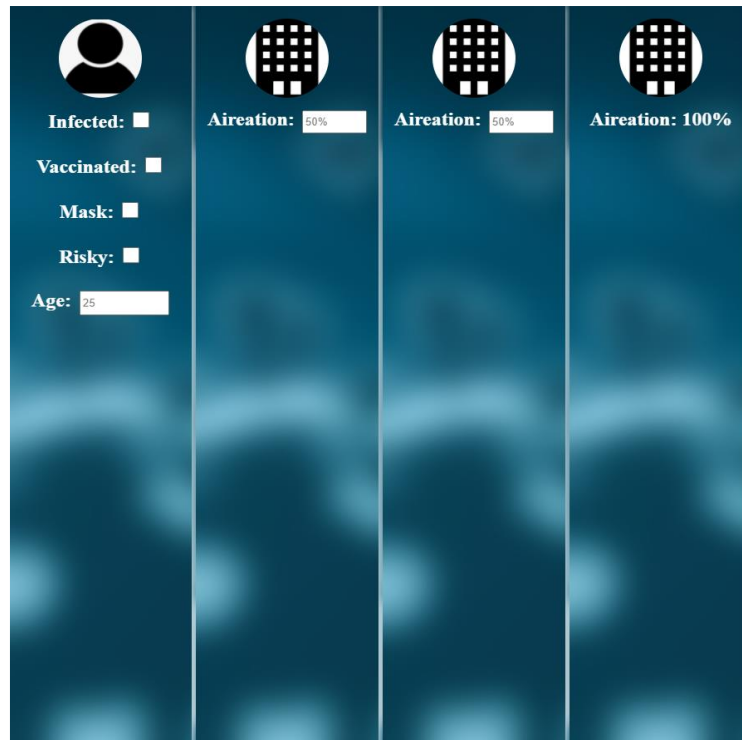 Infected:
Vaccinated:
Mask:
Risky:
Age: 25
Aireation: 50%
Aireation: 50%
Aireation: 100%